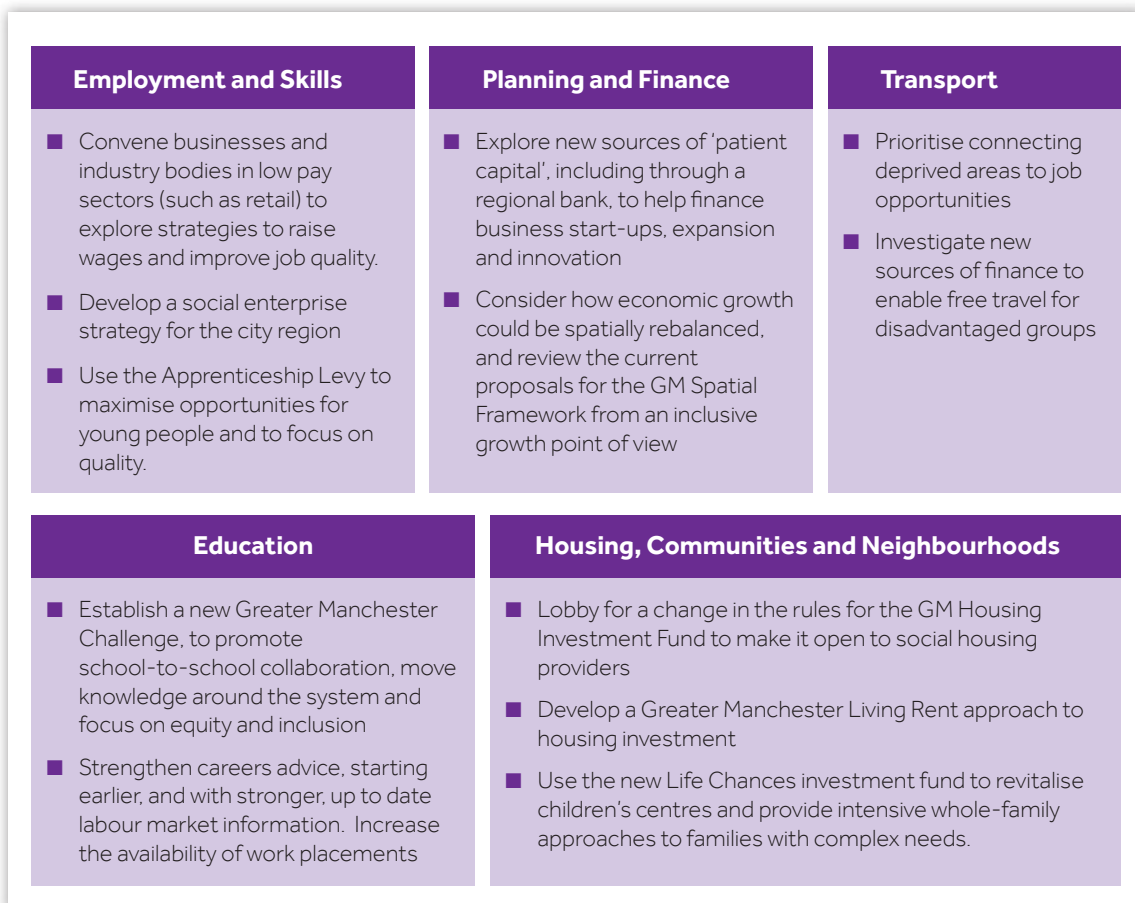 Employment and Skills
■ Convene businesses and
industry bodies in low pay
sectors (such as retail) to
explore strategies to raise
wages and improve job quality.
■ Develop a social enterprise
strategy for the city region
■ Use the Apprenticeship Levy to
maximise opportunities for
young people and to focus on
quality.
Planning and Finance
■ Explore new sources of ‘patient
capital’, including through a
regional bank, to help finance
business start-ups, expansion
and innovation
■ Consider how economic growth
could be spatially rebalanced,
and review the current
proposals for the GM Spatial
Framework from an inclusive
growth point of view
Transport
■ Prioritise connecting
deprived areas to job
opportunities
■ Investigate new
sources of finance to
enable free travel for
disadvantaged groups
Education
■ Establish a new Greater Manchester
Challenge, to promote
school-to-school collaboration, move
knowledge around the system and
focus on equity and inclusion
■ Strengthen careers advice, starting
earlier, and with stronger, up to date
labour market information.  Increase
the availability of work placements
Housing, Communities and Neighbourhoods
■ Lobby for a change in the rules for the GM Housing
Investment Fund to make it open to social housing
providers
■ Develop a Greater Manchester Living Rent approach to
housing investment
■ Use the new Life Chances investment fund to revitalise
children’s centres and provide intensive whole-family
approaches to families with complex needs.